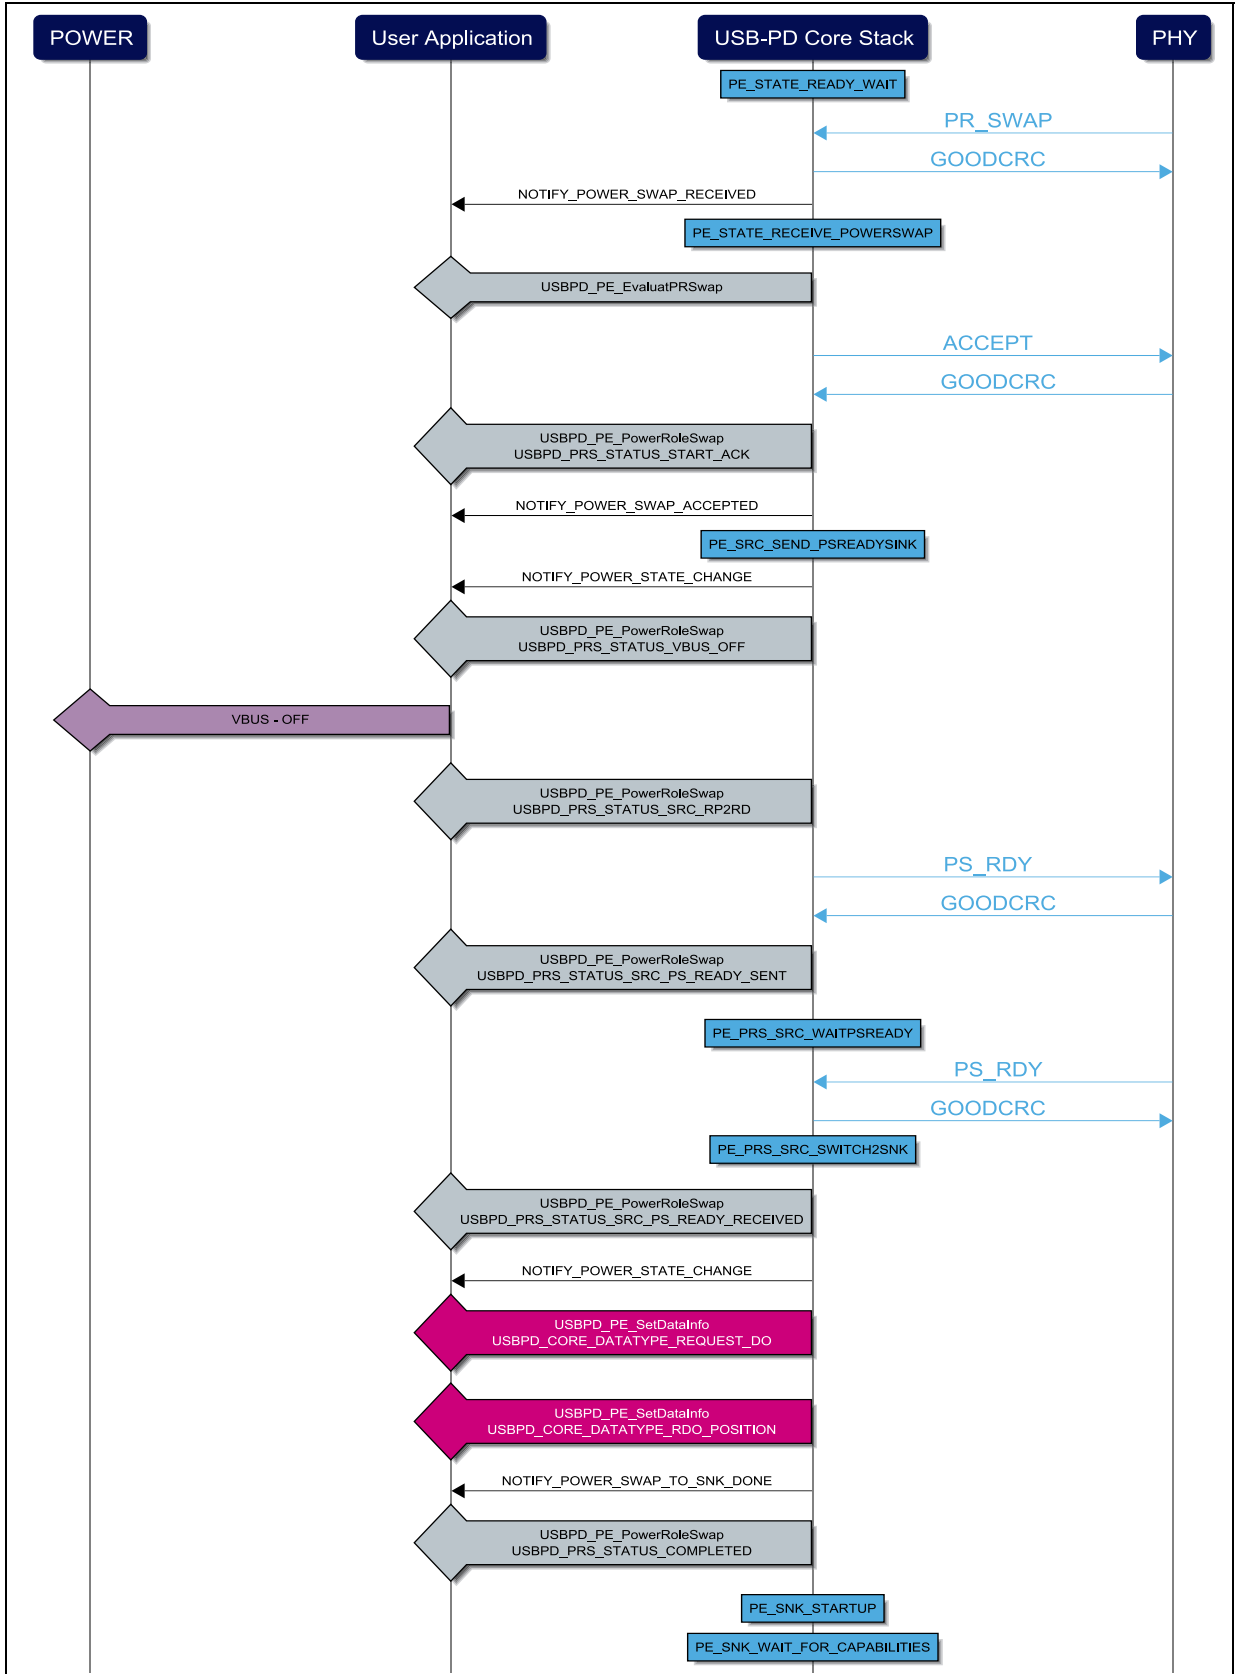 POWER
User Application
USB-PD Core Stack
PHY
PE_STATE_READY_WAIT
PR_SWAP
GOODCRC
NOTIFY_POWER_SWAP_RECEIVED
PE_STATE_RECEIVE_POWERSWAP
USBPD_PE_EvaluatPRSwap
ACCEPT
GOODCRC
USBPD_PE_PowerRoleSwap
USBPD_PRS_STATUS_START_ACK
NOTIFY_POWER_SWAP_ACCEPTED
PE_SRC_SEND_PSREADYSINK
NOTIFY_POWER_STATE_CHANGE
USBPD_PE_PowerRoleSwap
USBPD_PRS_STATUS_VBUS_OFF
VBUS - OFF
USBPD_PE_PowerRoleSwap
USBPD_PRS_STATUS_SRC_RP2RD
PS_RDY
GOODCRC
USBPD_PE_PowerRoleSwap
USBPD_PRS_STATUS_SRC_PS_READY_SENT
PE_PRS_SRC_WAITPSREADY
PS_RDY
GOODCRC
PE_PRS_SRC_SWITCH2SNK
USBPD_PE_PowerRoleSwap
USBPD_PRS_STATUS_SRC_PS_READY_RECEIVED
NOTIFY_POWER_STATE_CHANGE
USBPD_PE_SetDataInfo
USBPD_CORE_DATATYPE_REQUEST_DO
USBPD_PE_SetDataInfo
USBPD_CORE_DATATYPE_RDO_POSITION
NOTIFY_POWER_SWAP_TO_SNK_DONE
USBPD_PE_PowerRoleSwap
USBPD_PRS_STATUS_COMPLETED
PE_SNK_STARTUP
PE_SNK_WAIT_FOR_CAPABILITIES